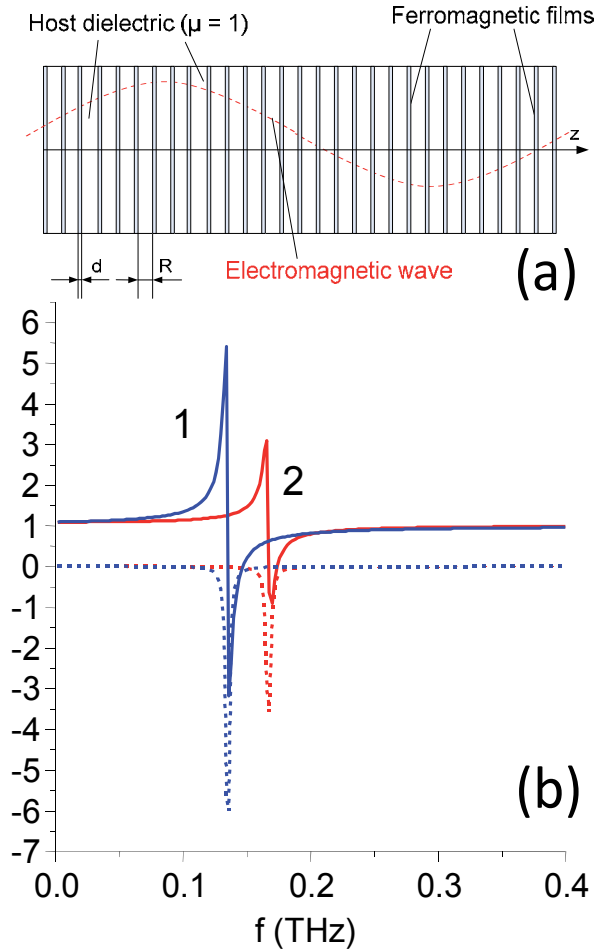 Host dielectric (μ = 1)
Ferromagnetic films
z
d
R
Electromagnetic wave
(a)
6
5
4
3
2
1
0
-1
-2
-3
-4
-5
-6
-7
1
2
(b)
0.0
0.1
0.2
0.3
0.4
f (THz)